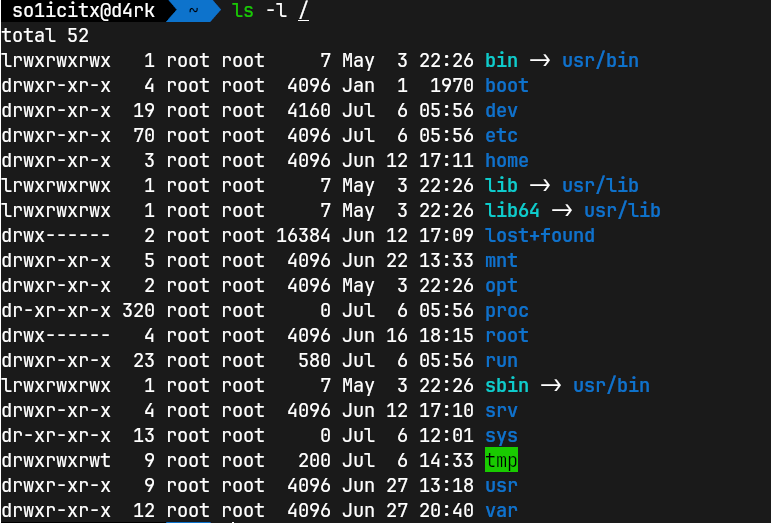 so1icitx@d4rk ~ ls -l /
total 52
lrwxrwxrwx   1 root root     7 May  3 22:26 bin -> usr/bin
drwxr-xr-x   4 root root  4096 Jan  1  1970 boot
drwxr-xr-x  19 root root  4160 Jul  6 05:56 dev
drwxr-xr-x  70 root root  4096 Jul  6 05:56 etc
drwxr-xr-x   3 root root  4096 Jun 12 17:11 home
lrwxrwxrwx   1 root root     7 May  3 22:26 lib -> usr/lib
lrwxrwxrwx   1 root root     7 May  3 22:26 lib64 -> usr/lib
drwx------   2 root root 16384 Jun 12 17:09 lost+found
drwxr-xr-x   5 root root  4096 Jun 22 13:33 mnt
drwxr-xr-x   2 root root  4096 May  3 22:26 opt
dr-xr-xr-x 320 root root     0 Jul  6 05:56 proc
drwx------   4 root root  4096 Jun 16 18:15 root
drwxr-xr-x  23 root root   580 Jul  6 05:56 run
lrwxrwxrwx   1 root root     7 May  3 22:26 sbin -> usr/bin
drwxr-xr-x   4 root root  4096 Jun 12 17:10 srv
dr-xr-xr-x  13 root root     0 Jul  6 12:01 sys
drwxrwxrwt   9 root root   200 Jul  6 14:33 tmp
drwxr-xr-x   9 root root  4096 Jun 27 13:18 usr
drwxr-xr-x  12 root root  4096 Jun 27 20:40 var